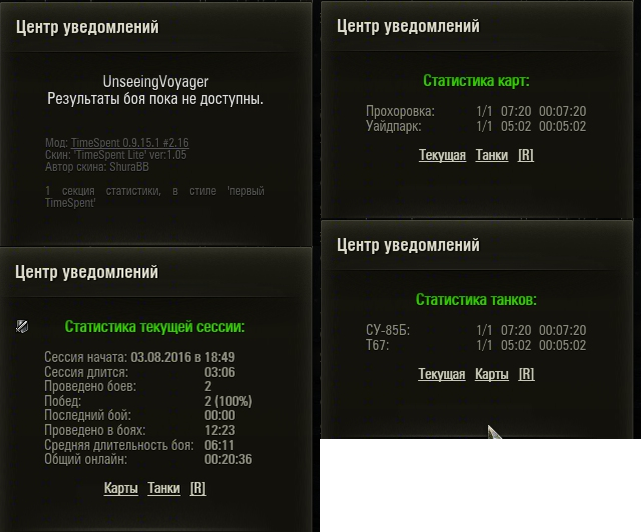 Центр уведомлений
UnseeingVoyager
Результаты боя пока не доступны.
Мод: TimeSpent 0.9.15.1 #2.16
Скин: 'TimeSpent Lite' ver:1.05
Автор скина: ShuraBB
1 секция статистики, в стиле 'первый
TimeSpent'
Центр уведомлений
Статистика текущей сессии:
Сессия начата: 03.08.2016 в 18:49
Сессия длится: 03:06
Проведено боев: 2
Побед: 2 (100%)
Последний бой: 00:00
Проведено в боях: 12:23
Средняя длительность боя: 06:11
Общий онлайн: 00:20:36
Карты Танки [R]
Центр уведомлений
Статистика карт:
Прохоровка: 1/1 07:20 00:07:20
Уайдпарк: 1/1 05:02 00:05:02
Текущая Танки [R]
Центр уведомлений
Статистика танков:
СУ-85Б: 1/1 07:20 00:07:20
T67: 1/1 05:02 00:05:02
Текущая Карты [R]